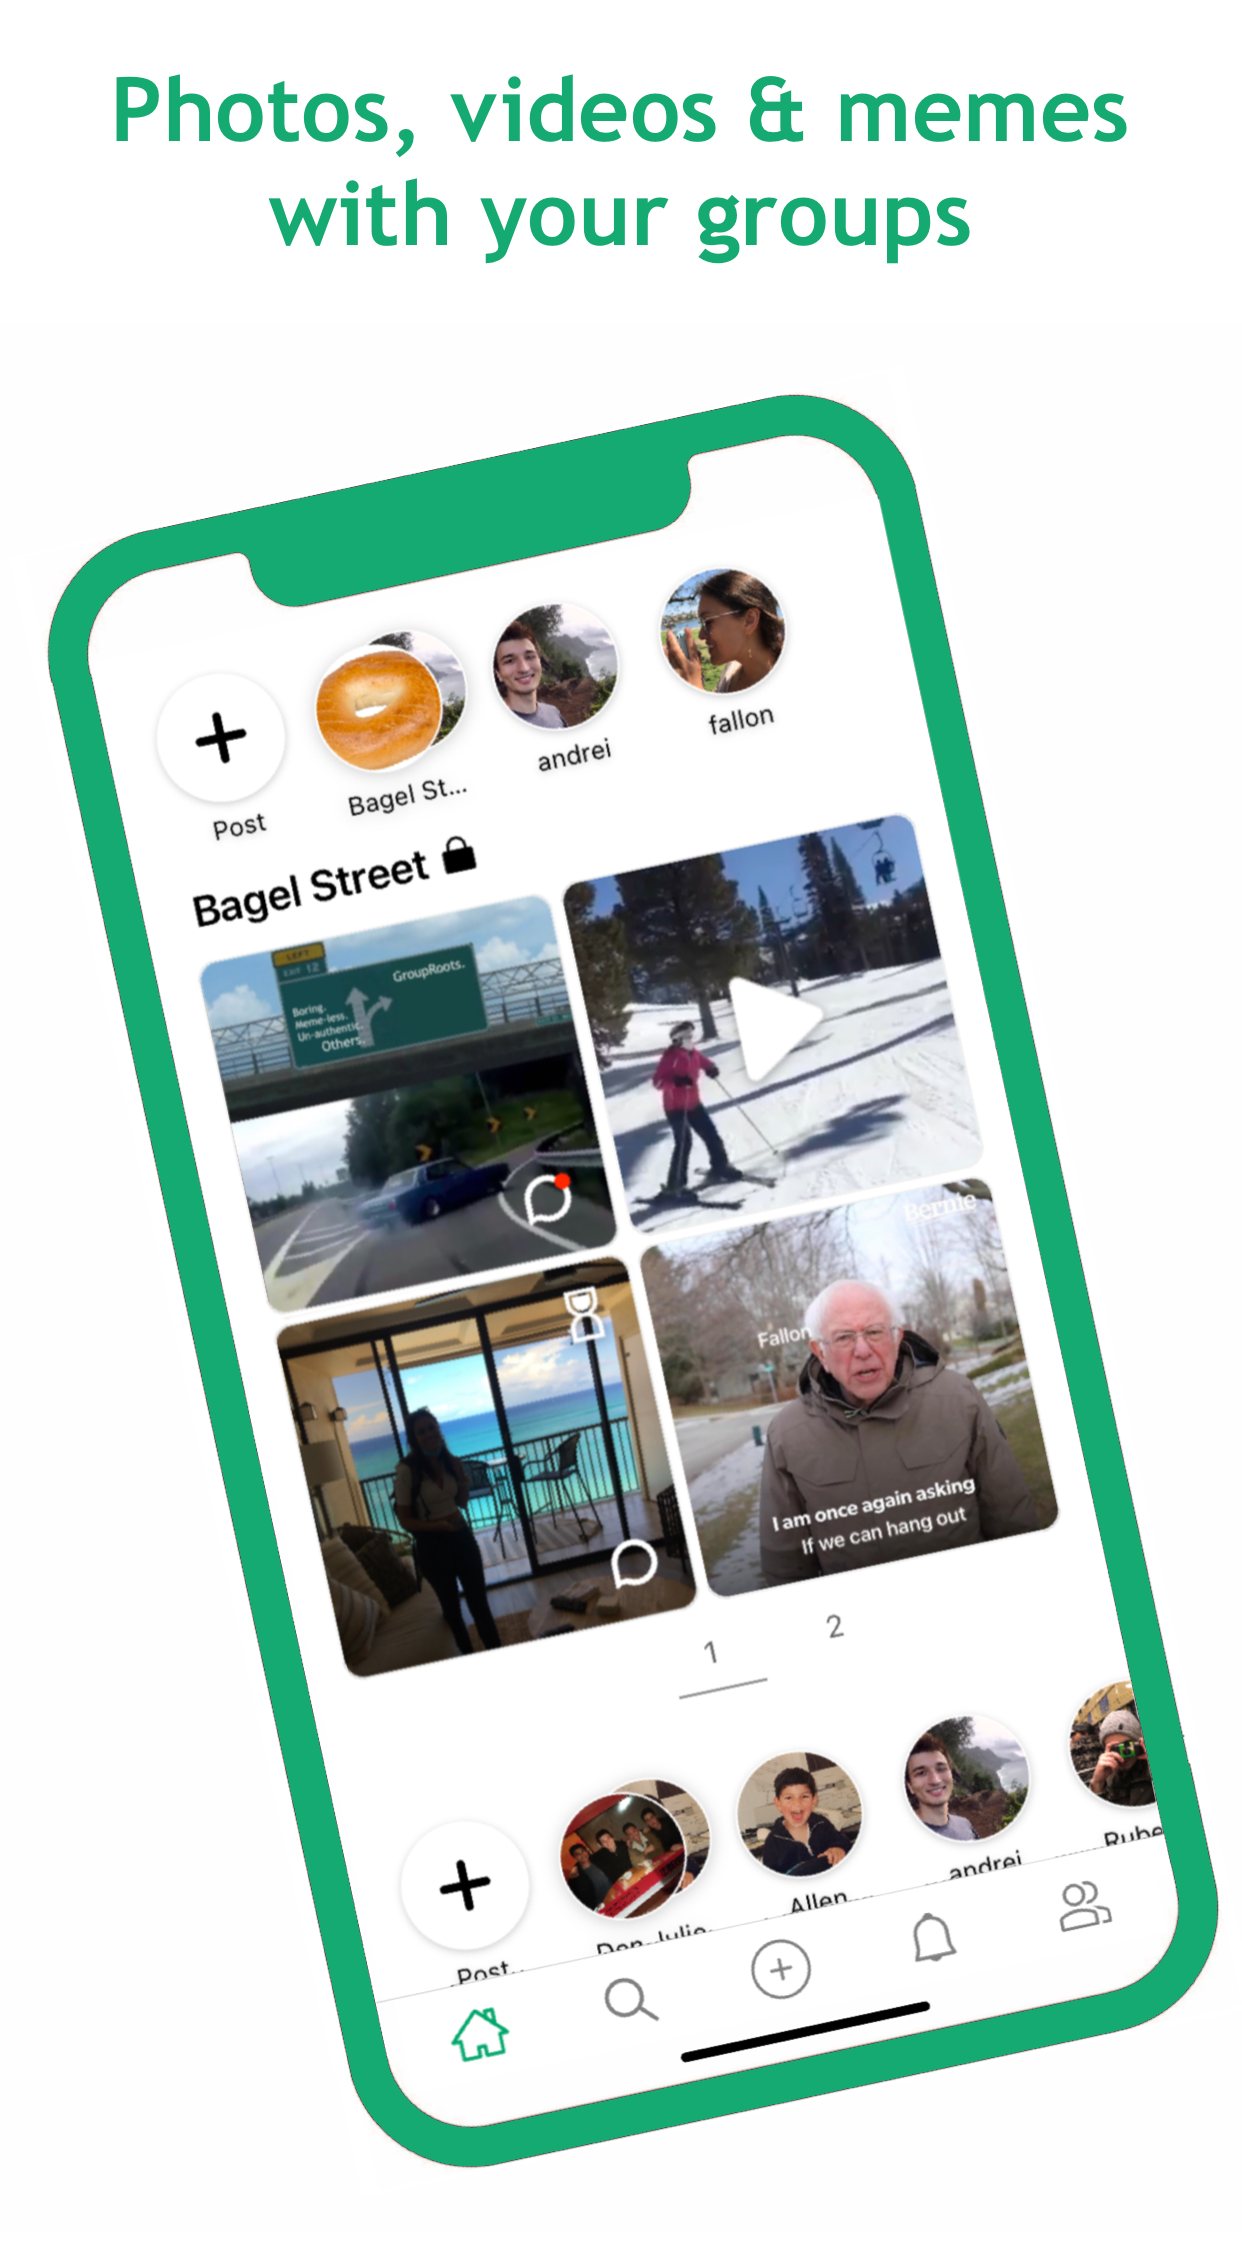 Photos, videos & memes
with your groups
Post
Bagel St...
andrei
fallon
Bagel Street
LEFT
EXIT 12
GroupRoots.
Boring.
Meme-less.
Un-authentic.
Others.
Bernie
Fallon
I am once again asking
If we can hang out
1
2
Post
Don Julio
Allen
andrei
Rube